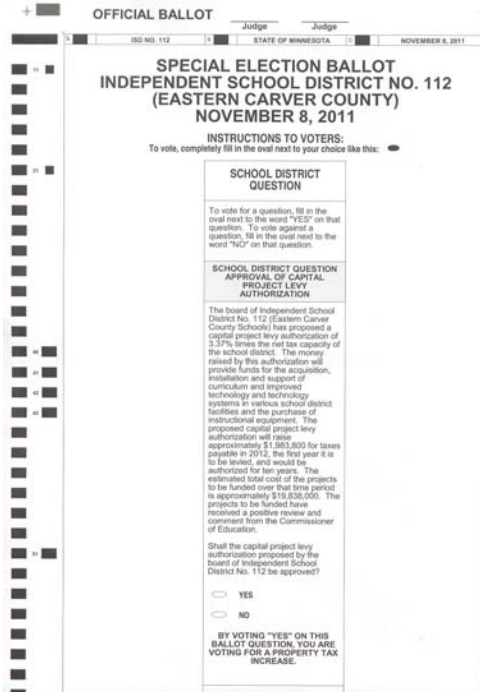 OFFICIAL BALLOT
Judge Judge
A ISD NO. 112 B STATE OF MINNESOTA C NOVEMBER 8, 2011
SPECIAL ELECTION BALLOT
INDEPENDENT SCHOOL DISTRICT NO. 112
(EASTERN CARVER COUNTY)
NOVEMBER 8, 2011
INSTRUCTIONS TO VOTERS:
To vote, completely fill in the oval next to your choice like this:
11
21
SCHOOL DISTRICT
QUESTION
To vote for a question, fill in the
oval next to the word "YES" on that
question. To vote against a
question, fill in the oval next to the
word "NO" on that question.
SCHOOL DISTRICT QUESTION
APPROVAL OF CAPITAL
PROJECT LEVY
AUTHORIZATION
The board of Independent School
District No. 112 (Eastern Carver
County Schools) has proposed a
capital project levy authorization of
3.37% times the net tax capacity of
the school district. The money
raised by this authorization will
provide funds for the acquisition,
installation and support of
curriculum and improved
technology and technology
systems in various school district
facilities and the purchase of
instructional equipment. The
proposed capital project levy
authorization will raise
approximately $1,983,800 for taxes
payable in 2012, the first year it is
to be levied, and would be
authorized for ten years. The
estimated total cost of the projects
to be funded over that time period
is approximately $19,838,000. The
projects to be funded have
received a positive review and
comment from the Commissioner
of Education.
40
41
42
43
Shall the capital project levy
authorization proposed by the
board of Independent School
District No. 112 be approved?
51
YES
NO
BY VOTING "YES" ON THIS
BALLOT QUESTION, YOU ARE
VOTING FOR A PROPERTY TAX
INCREASE.